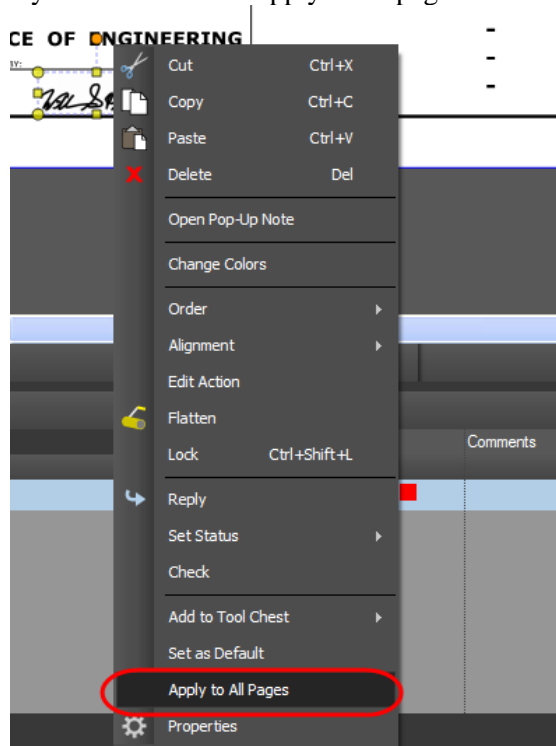 CE OF ENGINEERING
Cut Ctrl+X
Copy Ctrl+C
Paste Ctrl+V
Delete Del
Open Pop-Up Note
Change Colors
Order
Alignment
Edit Action
Flatten
Lock Ctrl+Shift+L
Comments
Reply
Set Status
Check
Add to Tool Chest
Set as Default
Apply to All Pages
Properties